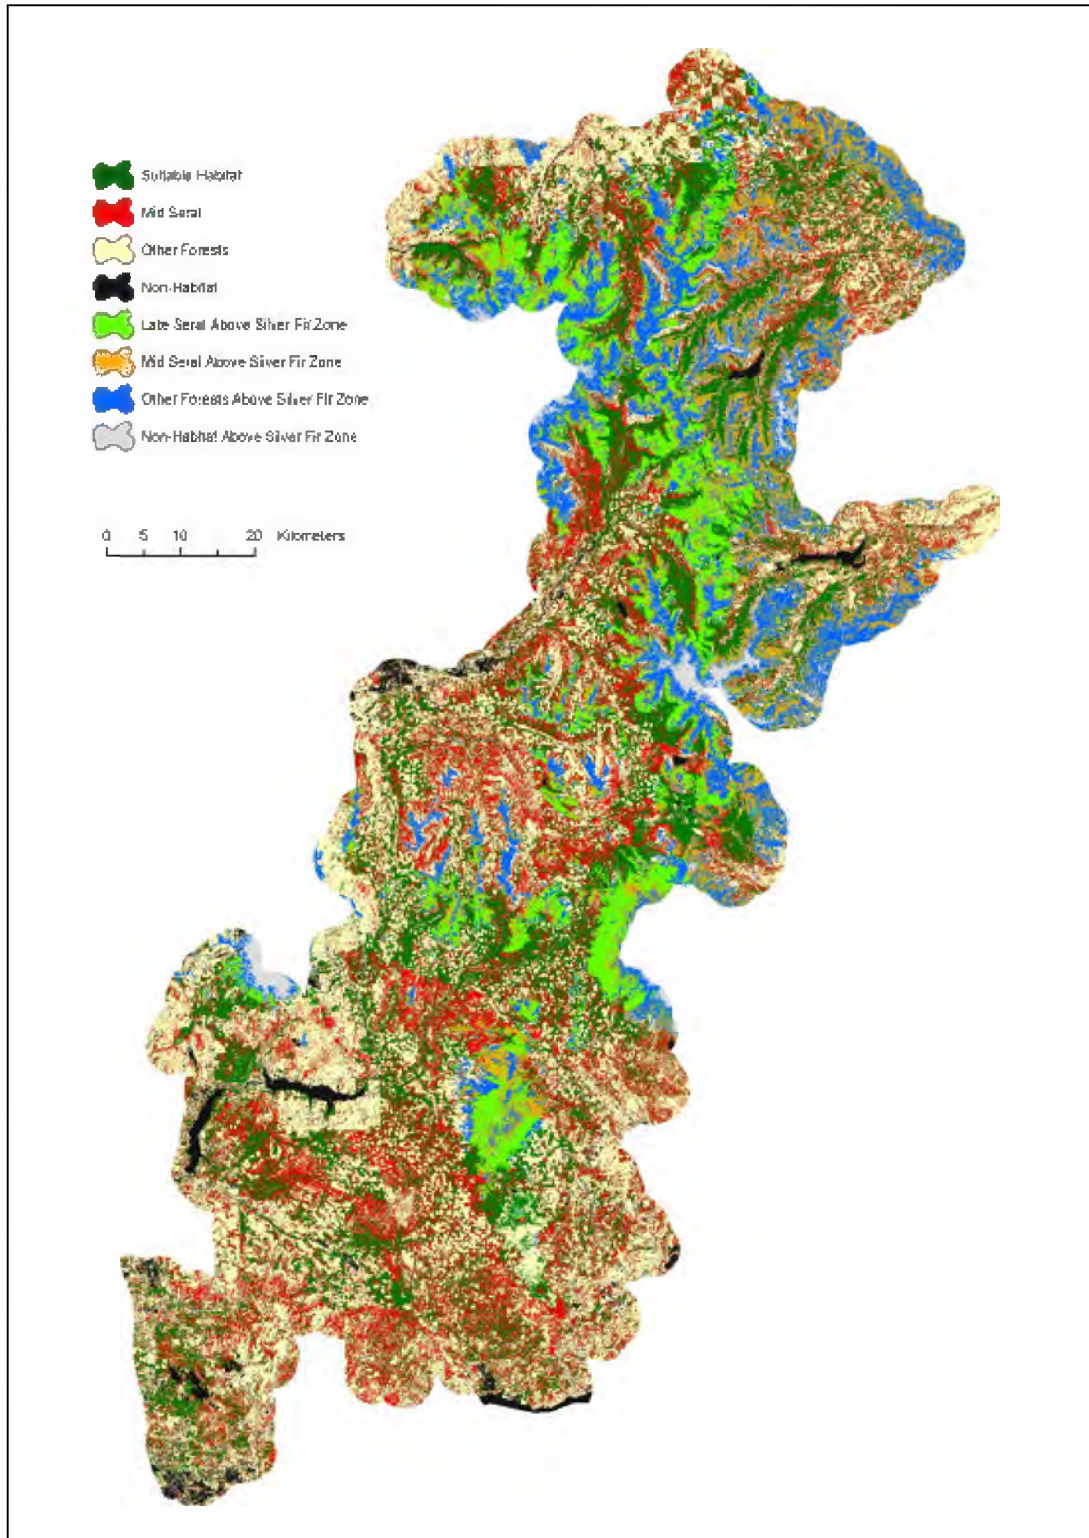 Suitable Habitat
Mid Seral
Other Forests
Non-Habitat
Late Seral Above Silver Fir Zone
Mid Seral Above Silver Fir Zone
Other Forests Above Silver Fir Zone
Non-Habitat Above Silver Fir Zone
0 5 10 20 Kilometers